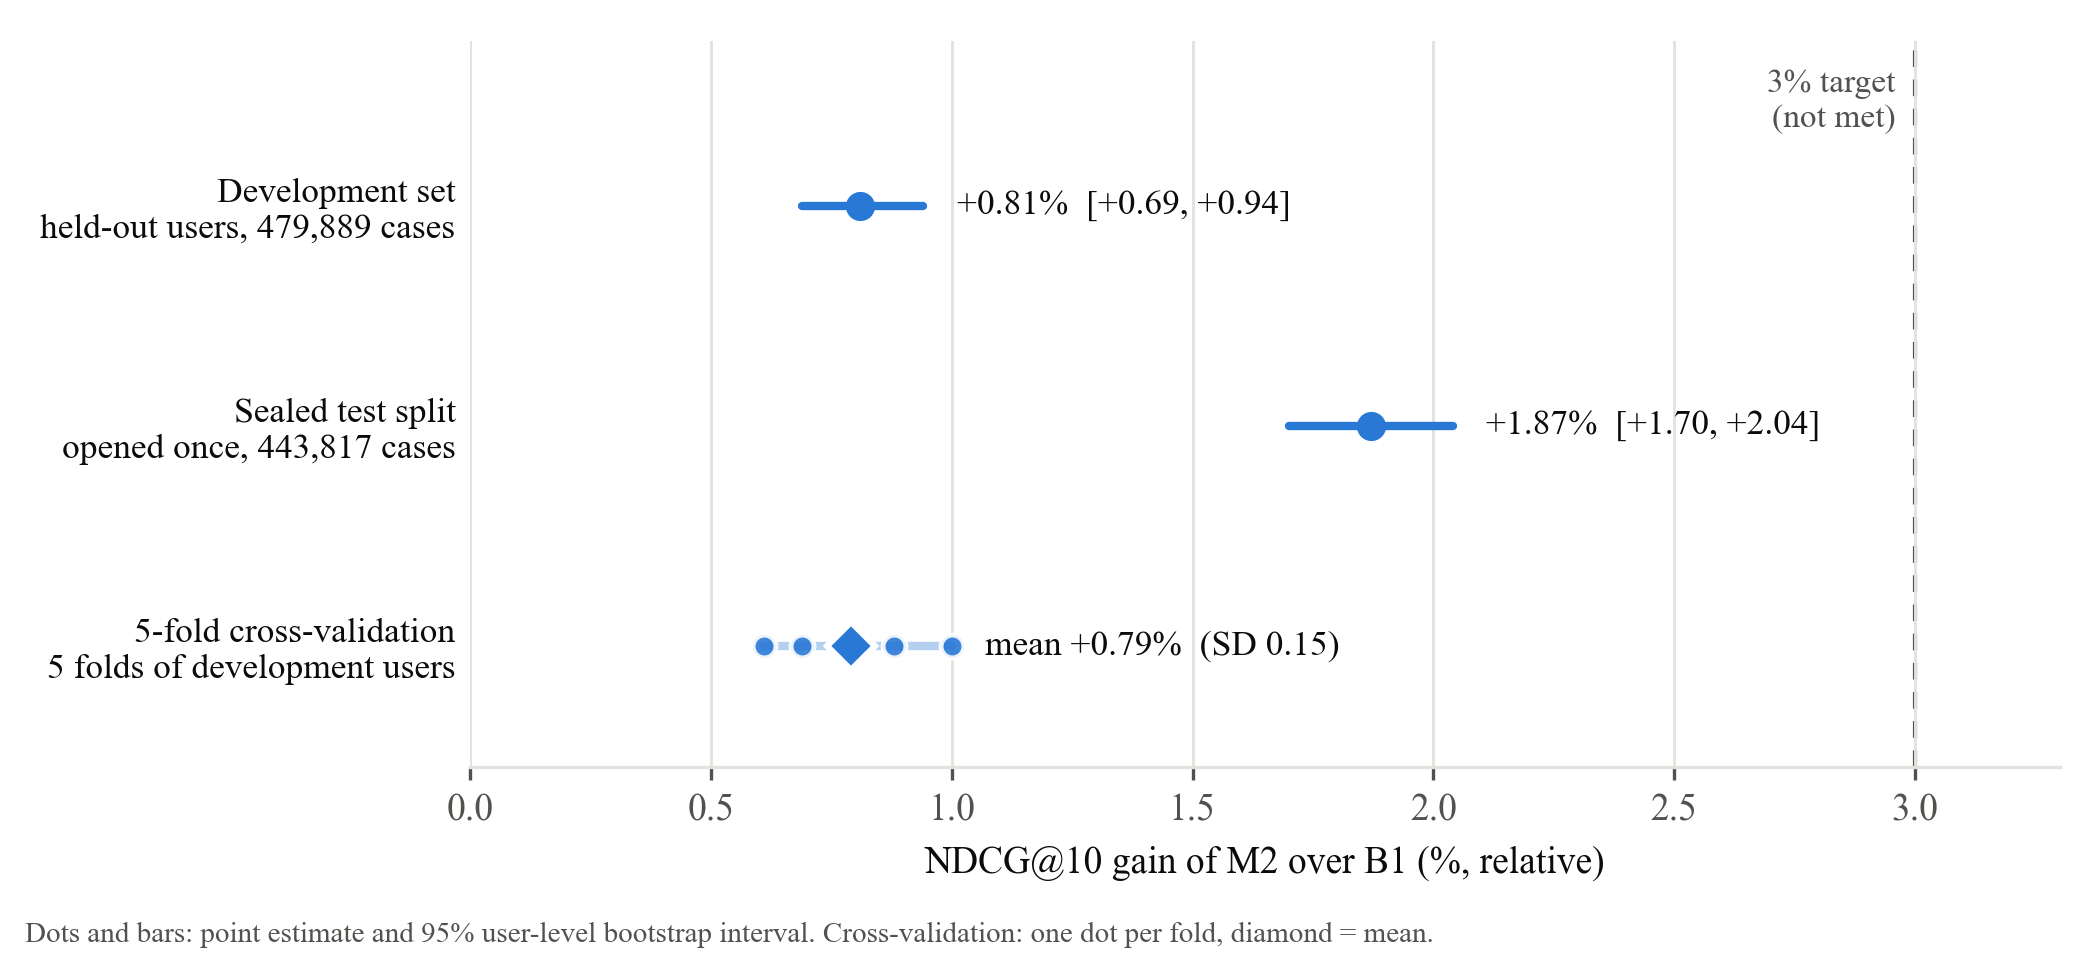 3% target
(not met)
Development set
held-out users, 479,889 cases
+0.81% [+0.69, +0.94]
Sealed test split
opened once, 443,817 cases
+1.87% [+1.70, +2.04]
5-fold cross-validation
5 folds of development users
mean +0.79% (SD 0.15)
0.0 0.5 1.0 1.5 2.0 2.5 3.0
NDCG@10 gain of M2 over B1 (%, relative)
Dots and bars: point estimate and 95% user-level bootstrap interval. Cross-validation: one dot per fold, diamond = mean.